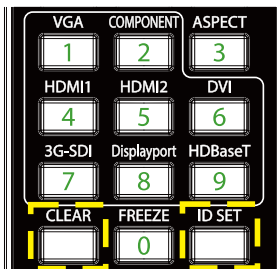 VGA COMPONENT ASPECT
1 2 3
HDMI1 HDMI2 DVI
4 5 6
3G-SDI Displayport HDBaseT
7 8 9
CLEAR FREEZE ID SET
0